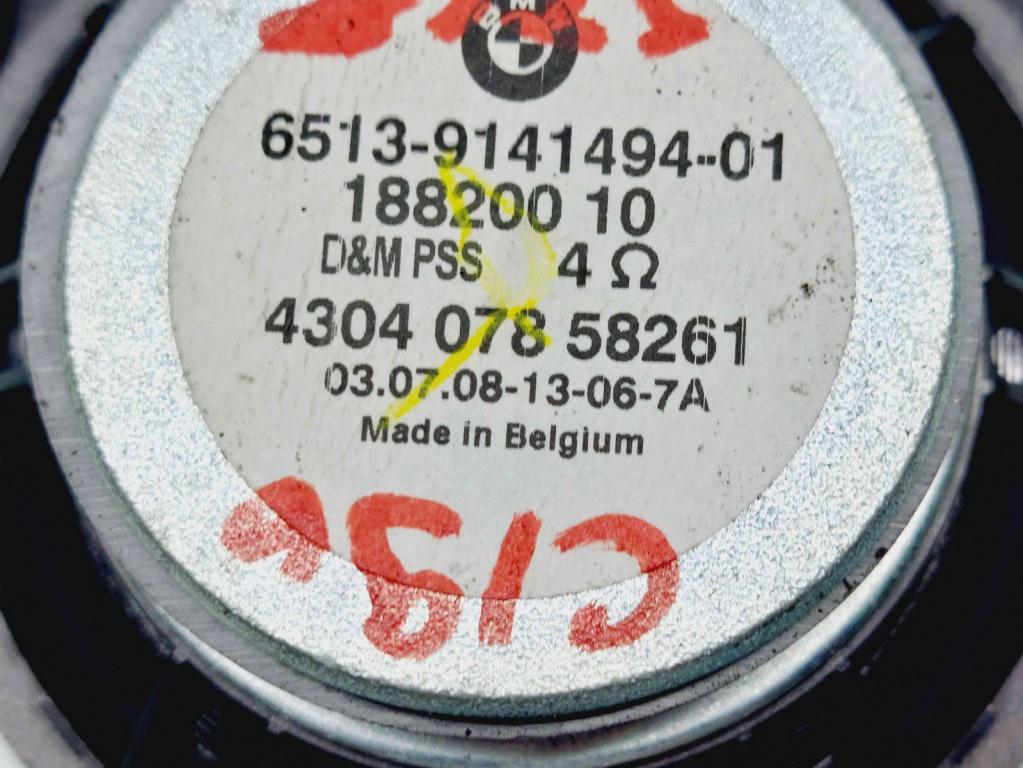 BMW
6513-9141494-01
188200 10
D&M PSS 4 Ω
4304 078 58261
03.07.08-13-06-7A
Made in Belgium